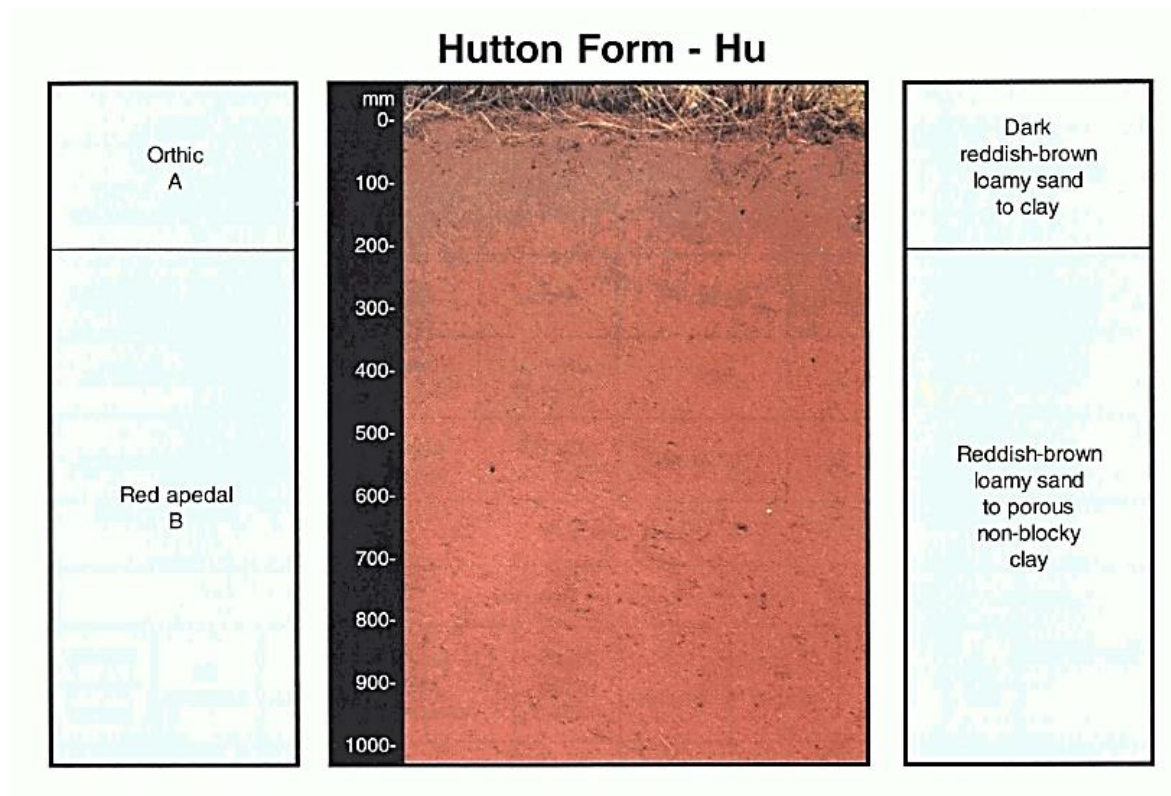 Hutton Form - Hu
Orthic
A
Red apedal
B
mm
0-
100-
200-
300-
400-
500-
600-
700-
800-
900-
1000-
Dark
reddish-brown
loamy sand
to clay
Reddish-brown
loamy sand
to porous
non-blocky
clay